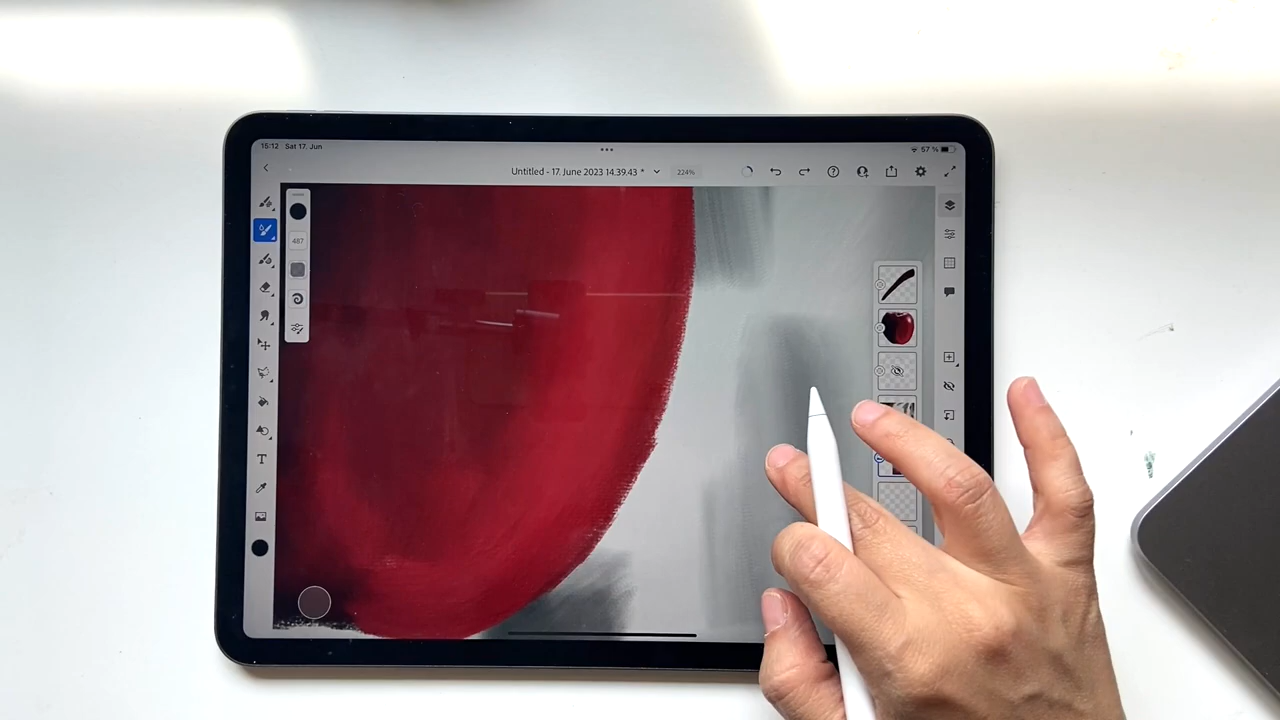 15:12 Sat 17. Jun
57 %
Untitled - 17. June 2023 14.39.43 *
224%
487
T